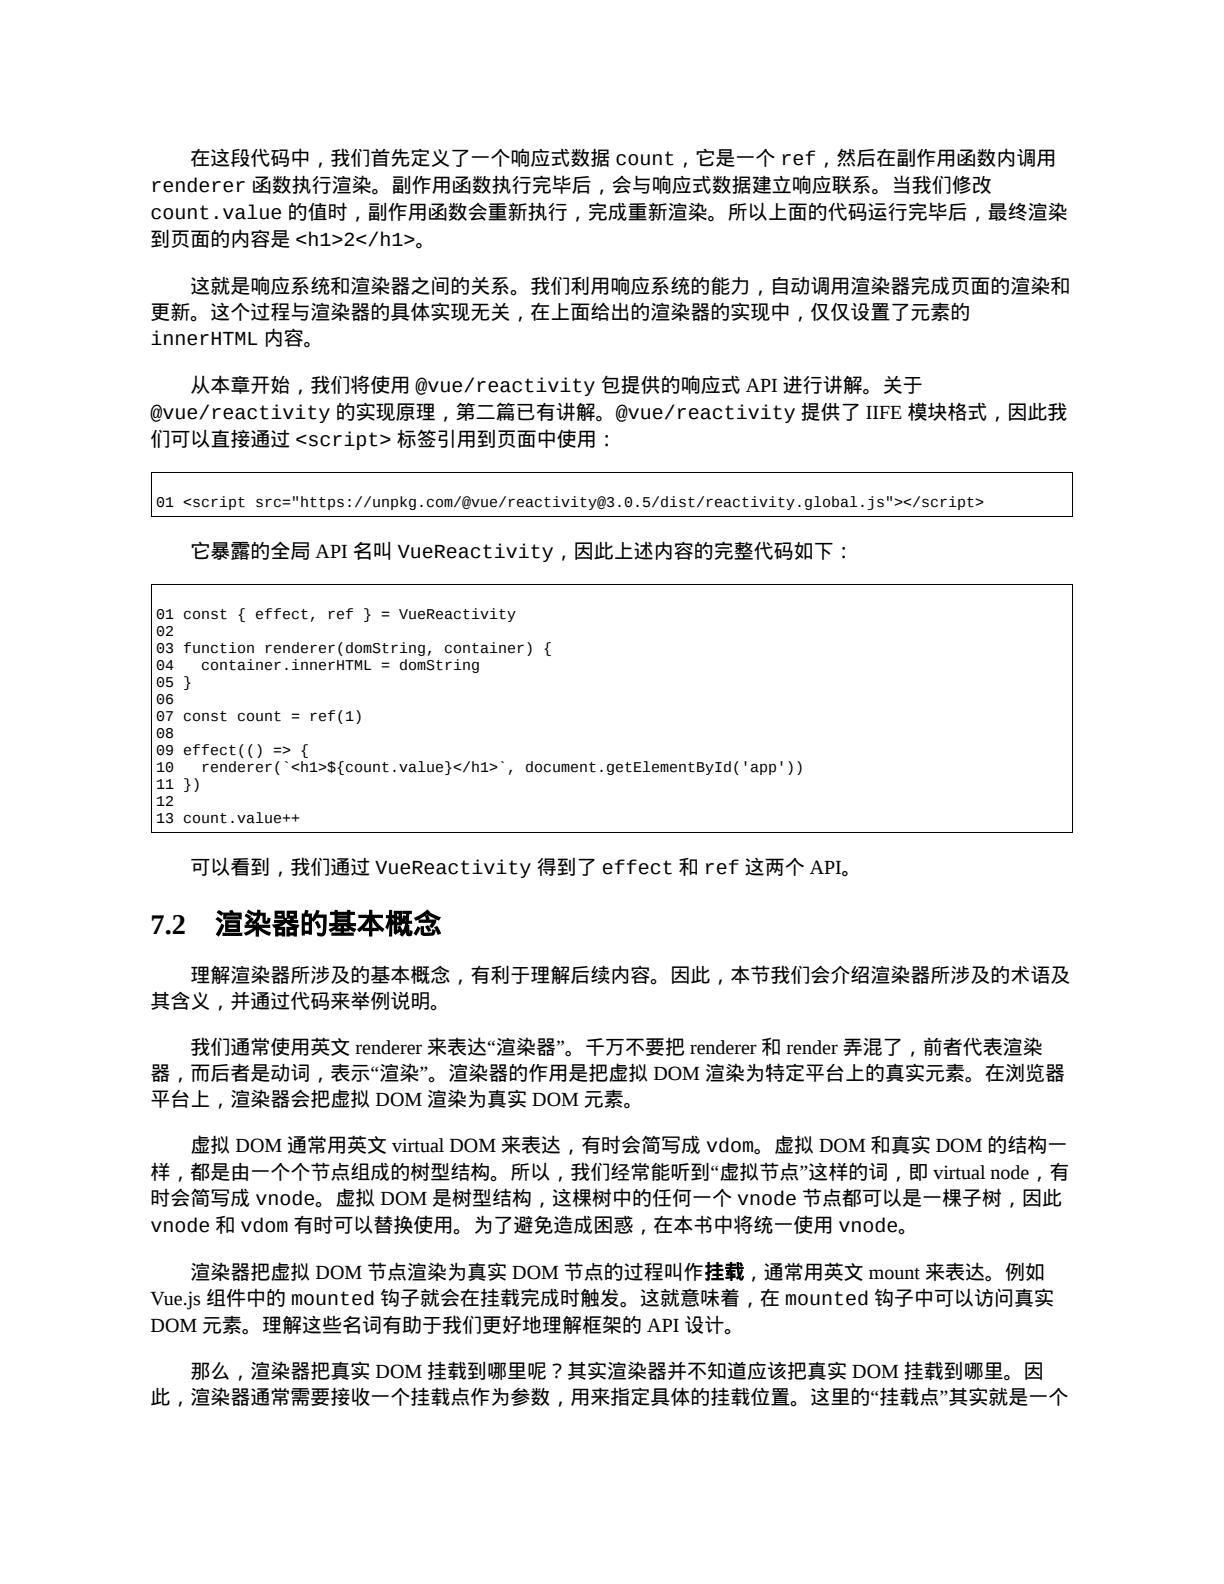 在这段代码中，我们首先定义了一个响应式数据 count，它是一个 ref，然后在副作用函数内调用
renderer 函数执行渲染。副作用函数执行完毕后，会与响应式数据建立响应联系。当我们修改
count.value 的值时，副作用函数会重新执行，完成重新渲染。所以上面的代码运行完毕后，最终渲染
到页面的内容是 <h1>2</h1>。
这就是响应系统和渲染器之间的关系。我们利用响应系统的能力，自动调用渲染器完成页面的渲染和
更新。这个过程与渲染器的具体实现无关，在上面给出的渲染器的实现中，仅仅设置了元素的
innerHTML 内容。
从本章开始，我们将使用 @vue/reactivity 包提供的响应式 API 进行讲解。关于
@vue/reactivity 的实现原理，第二篇已有讲解。@vue/reactivity 提供了 IIFE 模块格式，因此我
们可以直接通过 <script> 标签引用到页面中使用：
01 <script src="https://unpkg.com/@vue/reactivity@3.0.5/dist/reactivity.global.js"></script>
它暴露的全局 API 名叫 VueReactivity，因此上述内容的完整代码如下：
01 const { effect, ref } = VueReactivity
02
03 function renderer(domString, container) {
04   container.innerHTML = domString
05 }
06
07 const count = ref(1)
08
09 effect(() => {
10   renderer(`<h1>${count.value}</h1>`, document.getElementById('app'))
11 })
12
13 count.value++
可以看到，我们通过 VueReactivity 得到了 effect 和 ref 这两个 API。
7.2　渲染器的基本概念
理解渲染器所涉及的基本概念，有利于理解后续内容。因此，本节我们会介绍渲染器所涉及的术语及
其含义，并通过代码来举例说明。
我们通常使用英文 renderer 来表达“渲染器”。千万不要把 renderer 和 render 弄混了，前者代表渲染
器，而后者是动词，表示“渲染”。渲染器的作用是把虚拟 DOM 渲染为特定平台上的真实元素。在浏览器
平台上，渲染器会把虚拟 DOM 渲染为真实 DOM 元素。
虚拟 DOM 通常用英文 virtual DOM 来表达，有时会简写成 vdom。虚拟 DOM 和真实 DOM 的结构一
样，都是由一个个节点组成的树型结构。所以，我们经常能听到“虚拟节点”这样的词，即 virtual node，有
时会简写成 vnode。虚拟 DOM 是树型结构，这棵树中的任何一个 vnode 节点都可以是一棵子树，因此
vnode 和 vdom 有时可以替换使用。为了避免造成困惑，在本书中将统一使用 vnode。
渲染器把虚拟 DOM 节点渲染为真实 DOM 节点的过程叫作挂载，通常用英文 mount 来表达。例如
Vue.js 组件中的 mounted 钩子就会在挂载完成时触发。这就意味着，在 mounted 钩子中可以访问真实
DOM 元素。理解这些名词有助于我们更好地理解框架的 API 设计。
那么，渲染器把真实 DOM 挂载到哪里呢？其实渲染器并不知道应该把真实 DOM 挂载到哪里。因
此，渲染器通常需要接收一个挂载点作为参数，用来指定具体的挂载位置。这里的“挂载点”其实就是一个